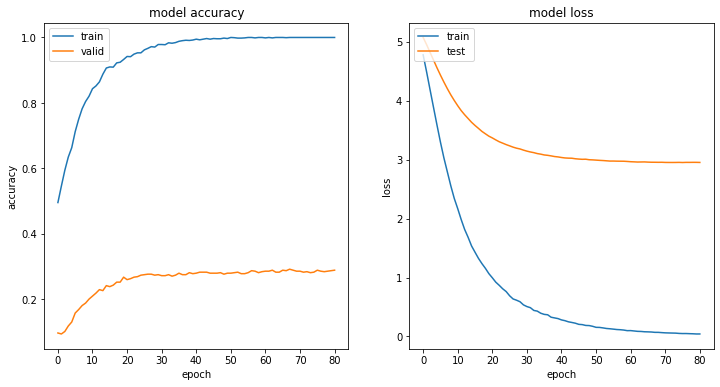 model accuracy
train
valid
1.0
0.8
0.6
0.4
0.2
accuracy
0 10 20 30 40 50 60 70 80
epoch
model loss
train
test
5
4
3
2
1
0
loss
0 10 20 30 40 50 60 70 80
epoch